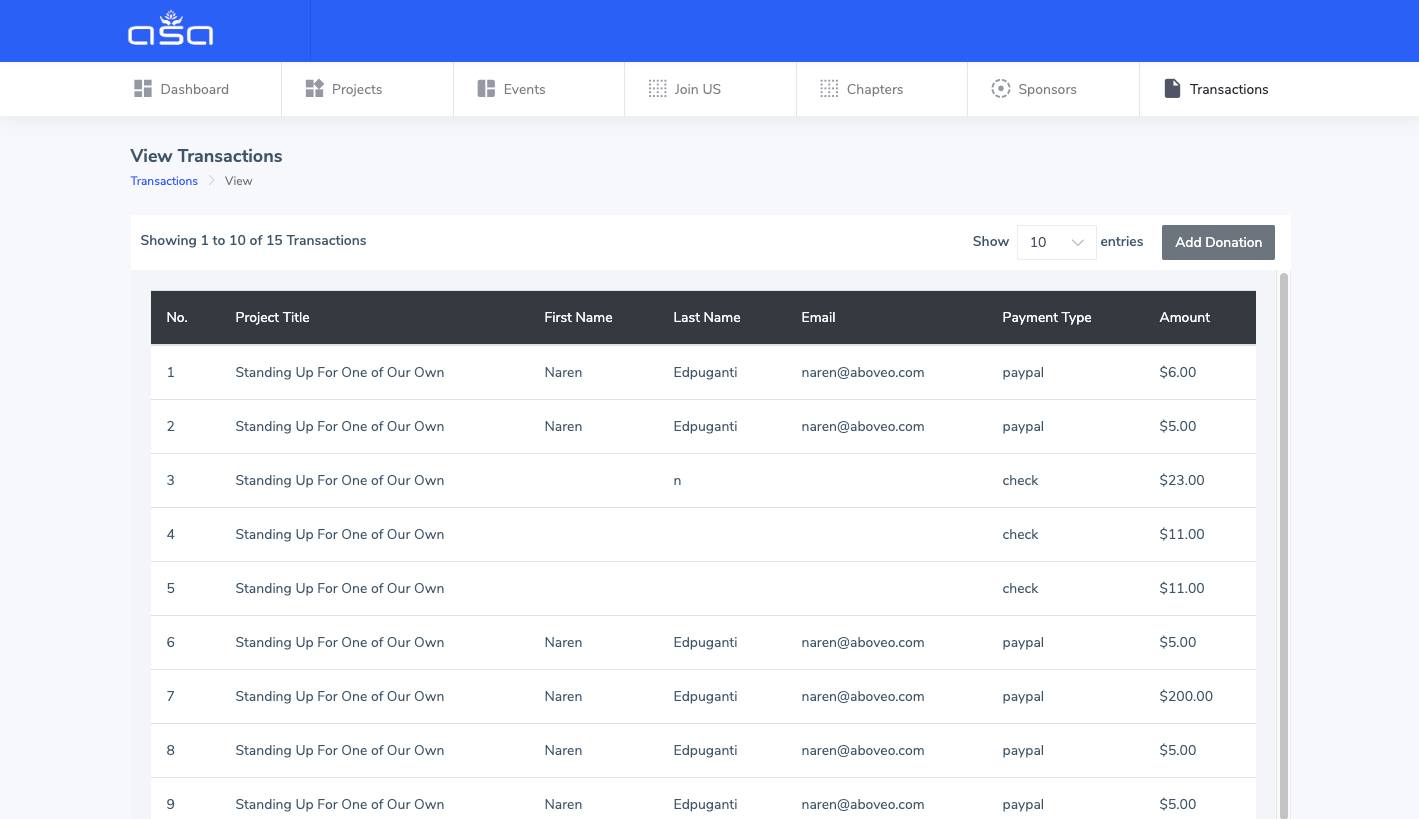 asa
Dashboard Projects Events Join US Chapters Sponsors Transactions
View Transactions
Transactions View
Showing 1 to 10 of 15 Transactions Show 10 entries Add Donation
No. Project Title First Name Last Name Email Payment Type Amount
1 Standing Up For One of Our Own Naren Edpuganti naren@aboveo.com paypal $6.00
2 Standing Up For One of Our Own Naren Edpuganti naren@aboveo.com paypal $5.00
3 Standing Up For One of Our Own n check $23.00
4 Standing Up For One of Our Own check $11.00
5 Standing Up For One of Our Own check $11.00
6 Standing Up For One of Our Own Naren Edpuganti naren@aboveo.com paypal $5.00
7 Standing Up For One of Our Own Naren Edpuganti naren@aboveo.com paypal $200.00
8 Standing Up For One of Our Own Naren Edpuganti naren@aboveo.com paypal $5.00
9 Standing Up For One of Our Own Naren Edpuganti naren@aboveo.com paypal $5.00